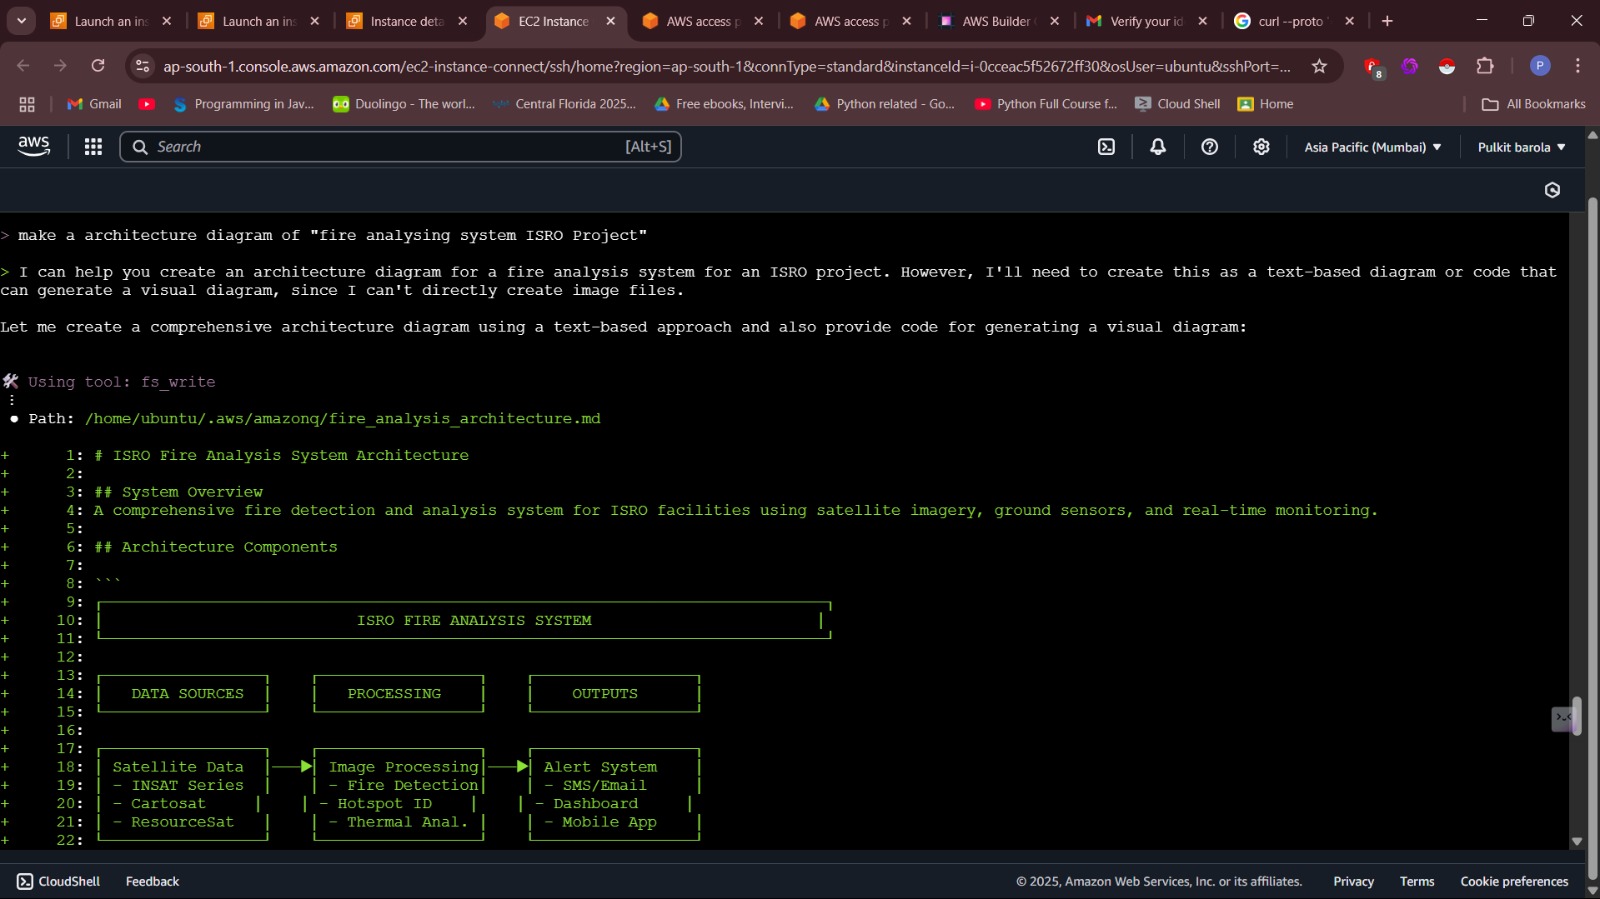 Launch an ins
Launch an ins
Instance deta
EC2 Instance
AWS access p
AWS access p
AWS Builder
Verify your id
curl --proto '
ap-south-1.console.aws.amazon.com/ec2-instance-connect/ssh/home?region=ap-south-1&connType=standard&instanceId=i-0cceac5f52672ff30&osUser=ubuntu&sshPort=...
8
P
Gmail
Programming in Jav...
Duolingo - The worl...
Central Florida 2025...
Free ebooks, Intervi...
Python related - Go...
Python Full Course f...
Cloud Shell
Home
All Bookmarks
aws
Search
[Alt+S]
Asia Pacific (Mumbai)
Pulkit barola
> make a architecture diagram of "fire analysing system ISRO Project"
> I can help you create an architecture diagram for a fire analysis system for an ISRO project. However, I'll need to create this as a text-based diagram or code that
can generate a visual diagram, since I can't directly create image files.
Let me create a comprehensive architecture diagram using a text-based approach and also provide code for generating a visual diagram:
Using tool: fs_write
● Path: /home/ubuntu/.aws/amazonq/fire_analysis_architecture.md
+ 1: # ISRO Fire Analysis System Architecture
+ 2:
+ 3: ## System Overview
+ 4: A comprehensive fire detection and analysis system for ISRO facilities using satellite imagery, ground sensors, and real-time monitoring.
+ 5:
+ 6: ## Architecture Components
+ 7:
+ 8: ```
+ 9:
+ 10: ISRO FIRE ANALYSIS SYSTEM
+ 11:
+ 12:
+ 13:
+ 14: DATA SOURCES PROCESSING OUTPUTS
+ 15:
+ 16:
+ 17:
+ 18: Satellite Data Image Processing Alert System
+ 19: - INSAT Series - Fire Detection - SMS/Email
+ 20: - Cartosat - Hotspot ID - Dashboard
+ 21: - ResourceSat - Thermal Anal. - Mobile App
+ 22:
CloudShell
Feedback
© 2025, Amazon Web Services, Inc. or its affiliates.
Privacy
Terms
Cookie preferences